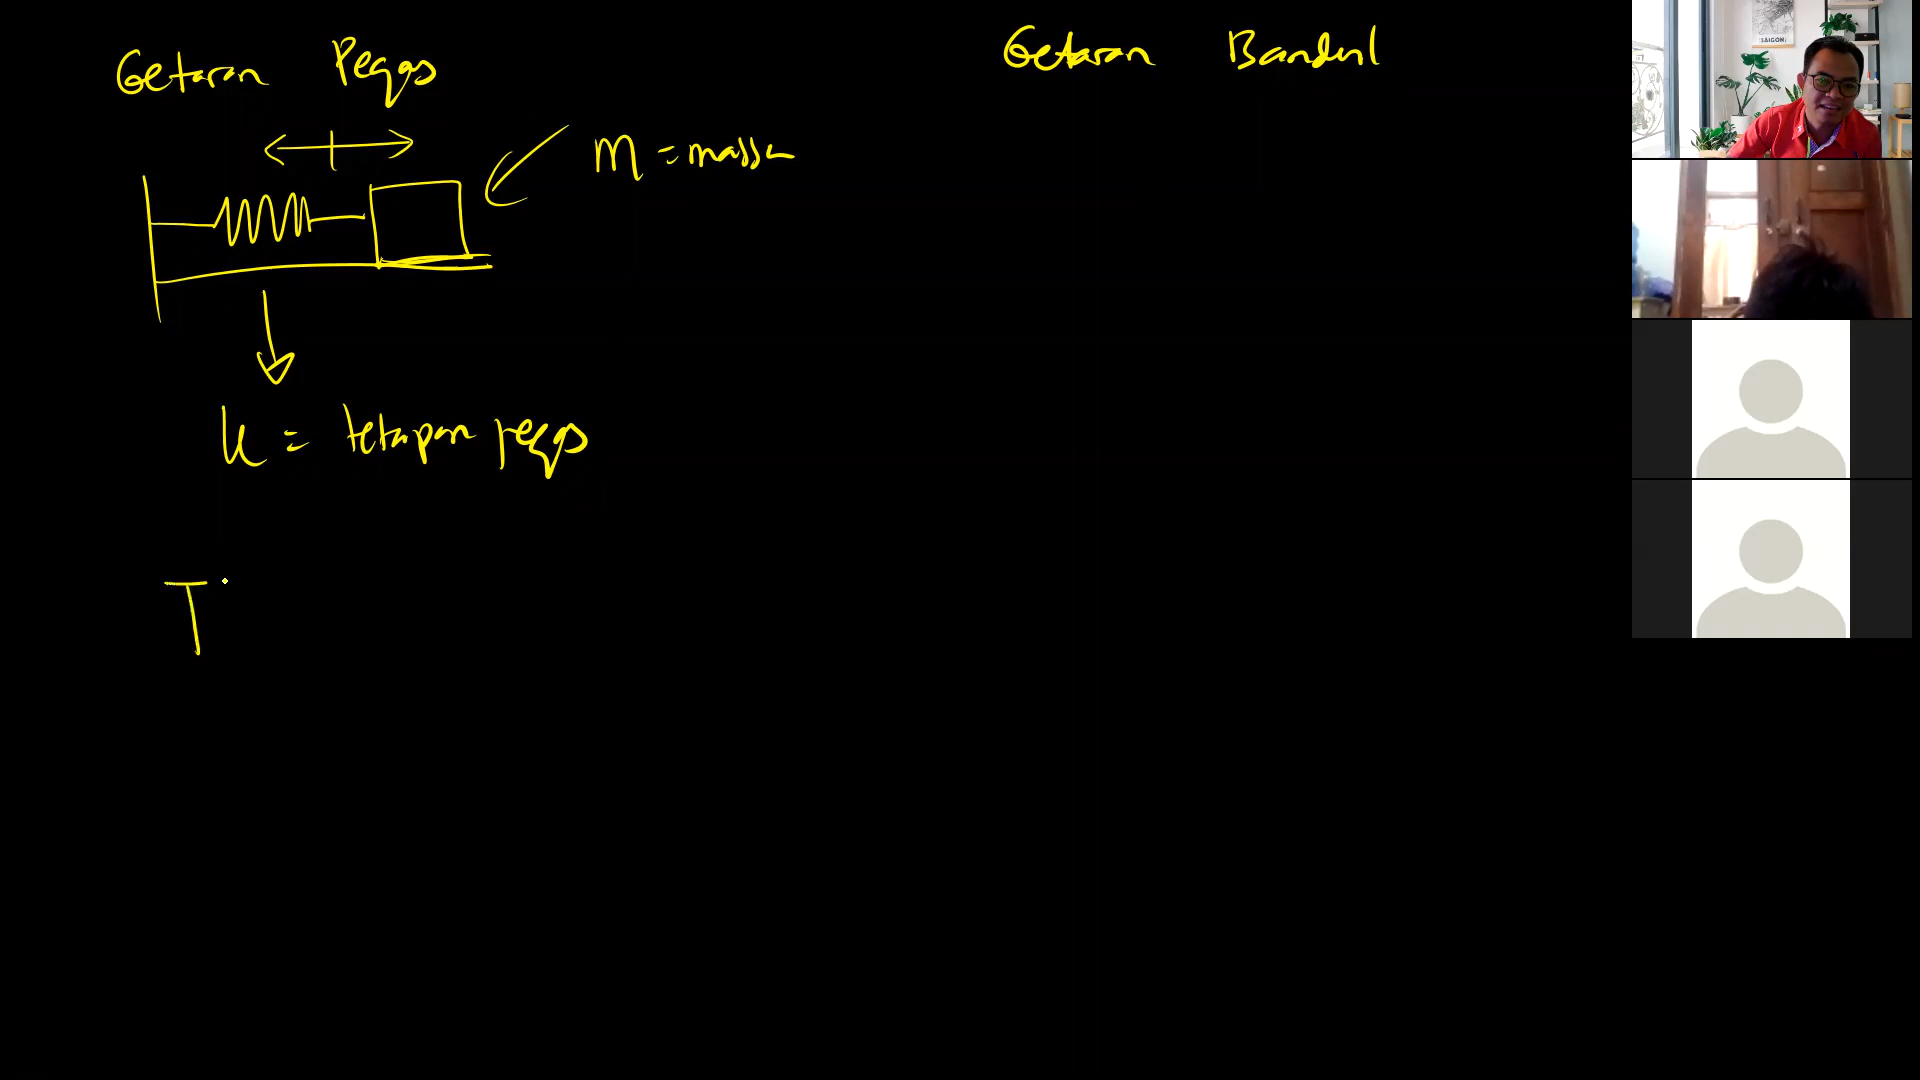 Getaran Pegas
m = massa
k = tetapan pegas
T
Getaran Bandul
SAIGON